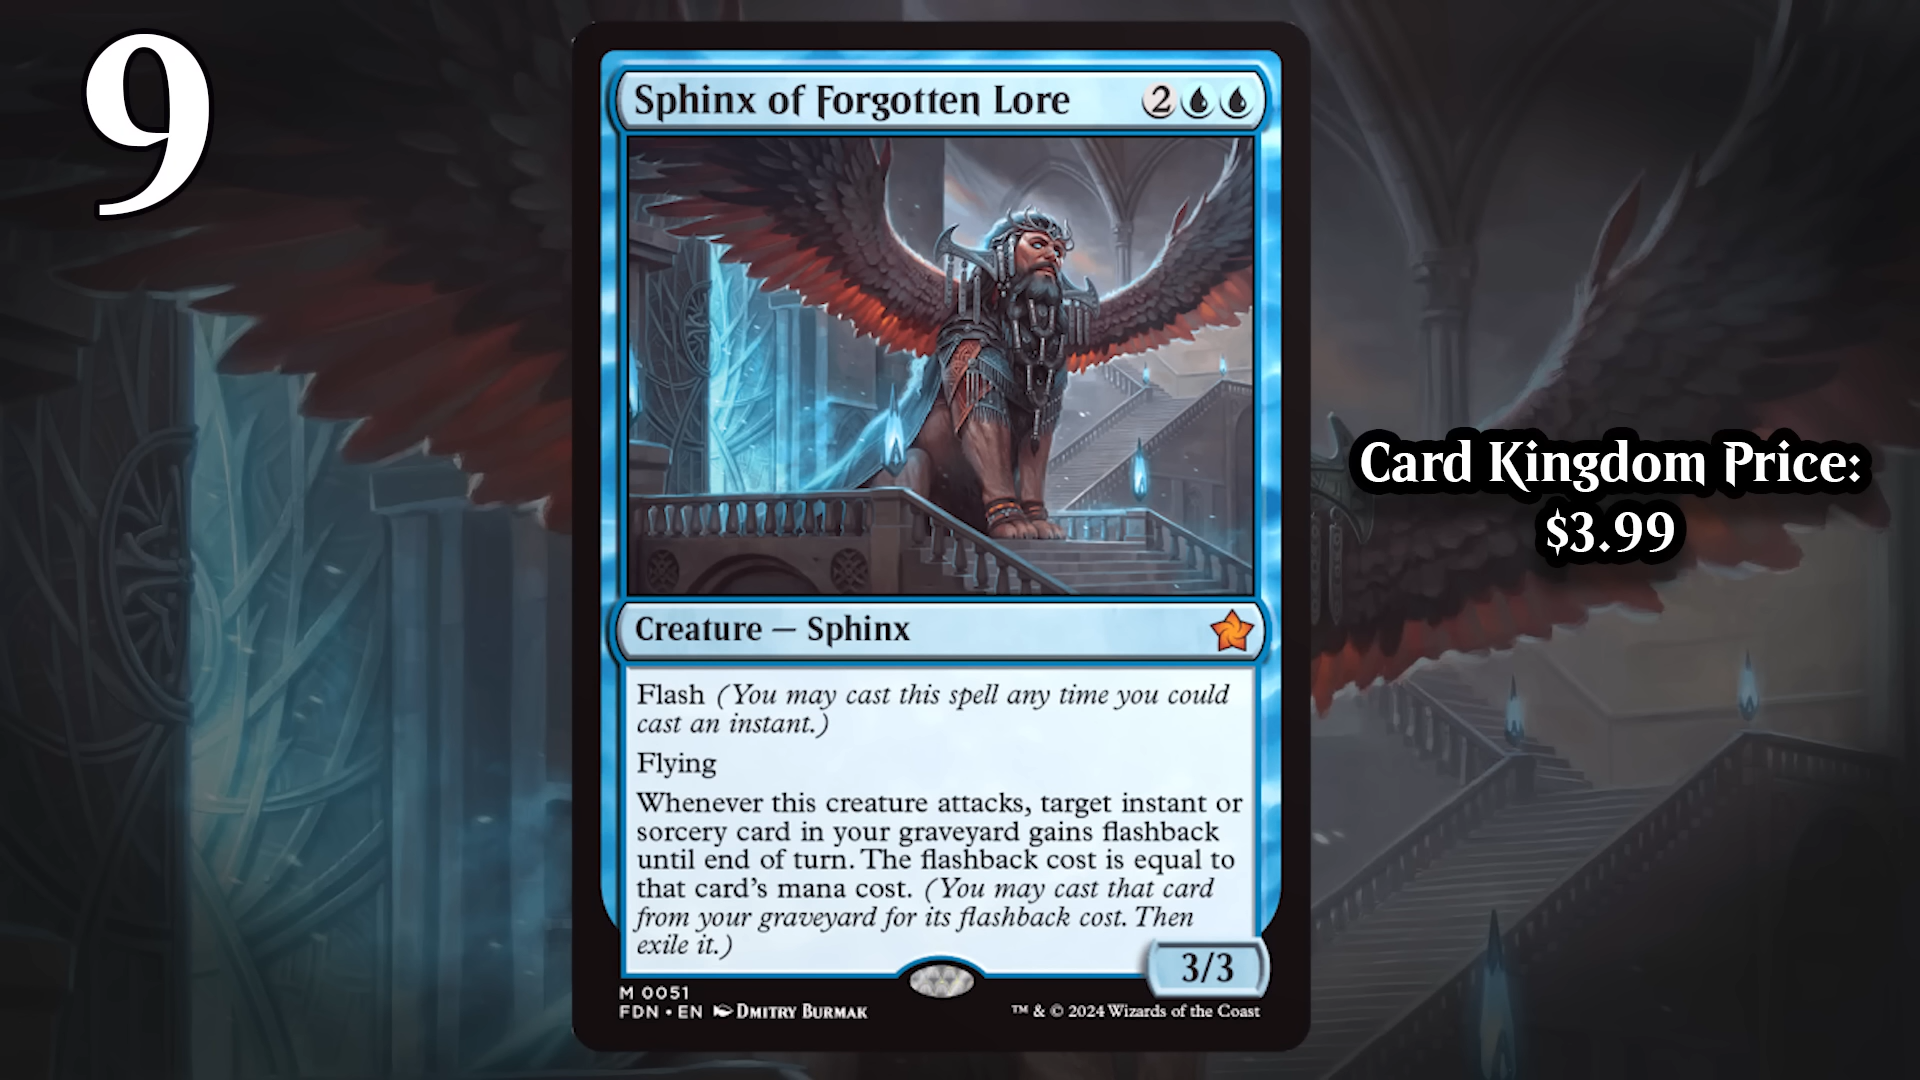 9
Sphinx of Forgotten Lore 2
Card Kingdom Price:
$3.99
Creature — Sphinx
Flash (You may cast this spell any time you could
cast an instant.)
Flying
Whenever this creature attacks, target instant or
sorcery card in your graveyard gains flashback
until end of turn. The flashback cost is equal to
that card's mana cost. (You may cast that card
from your graveyard for its flashback cost. Then
exile it.)
3/3
M 0051
FDN • EN Dmitry Burmak
™ & © 2024 Wizards of the Coast